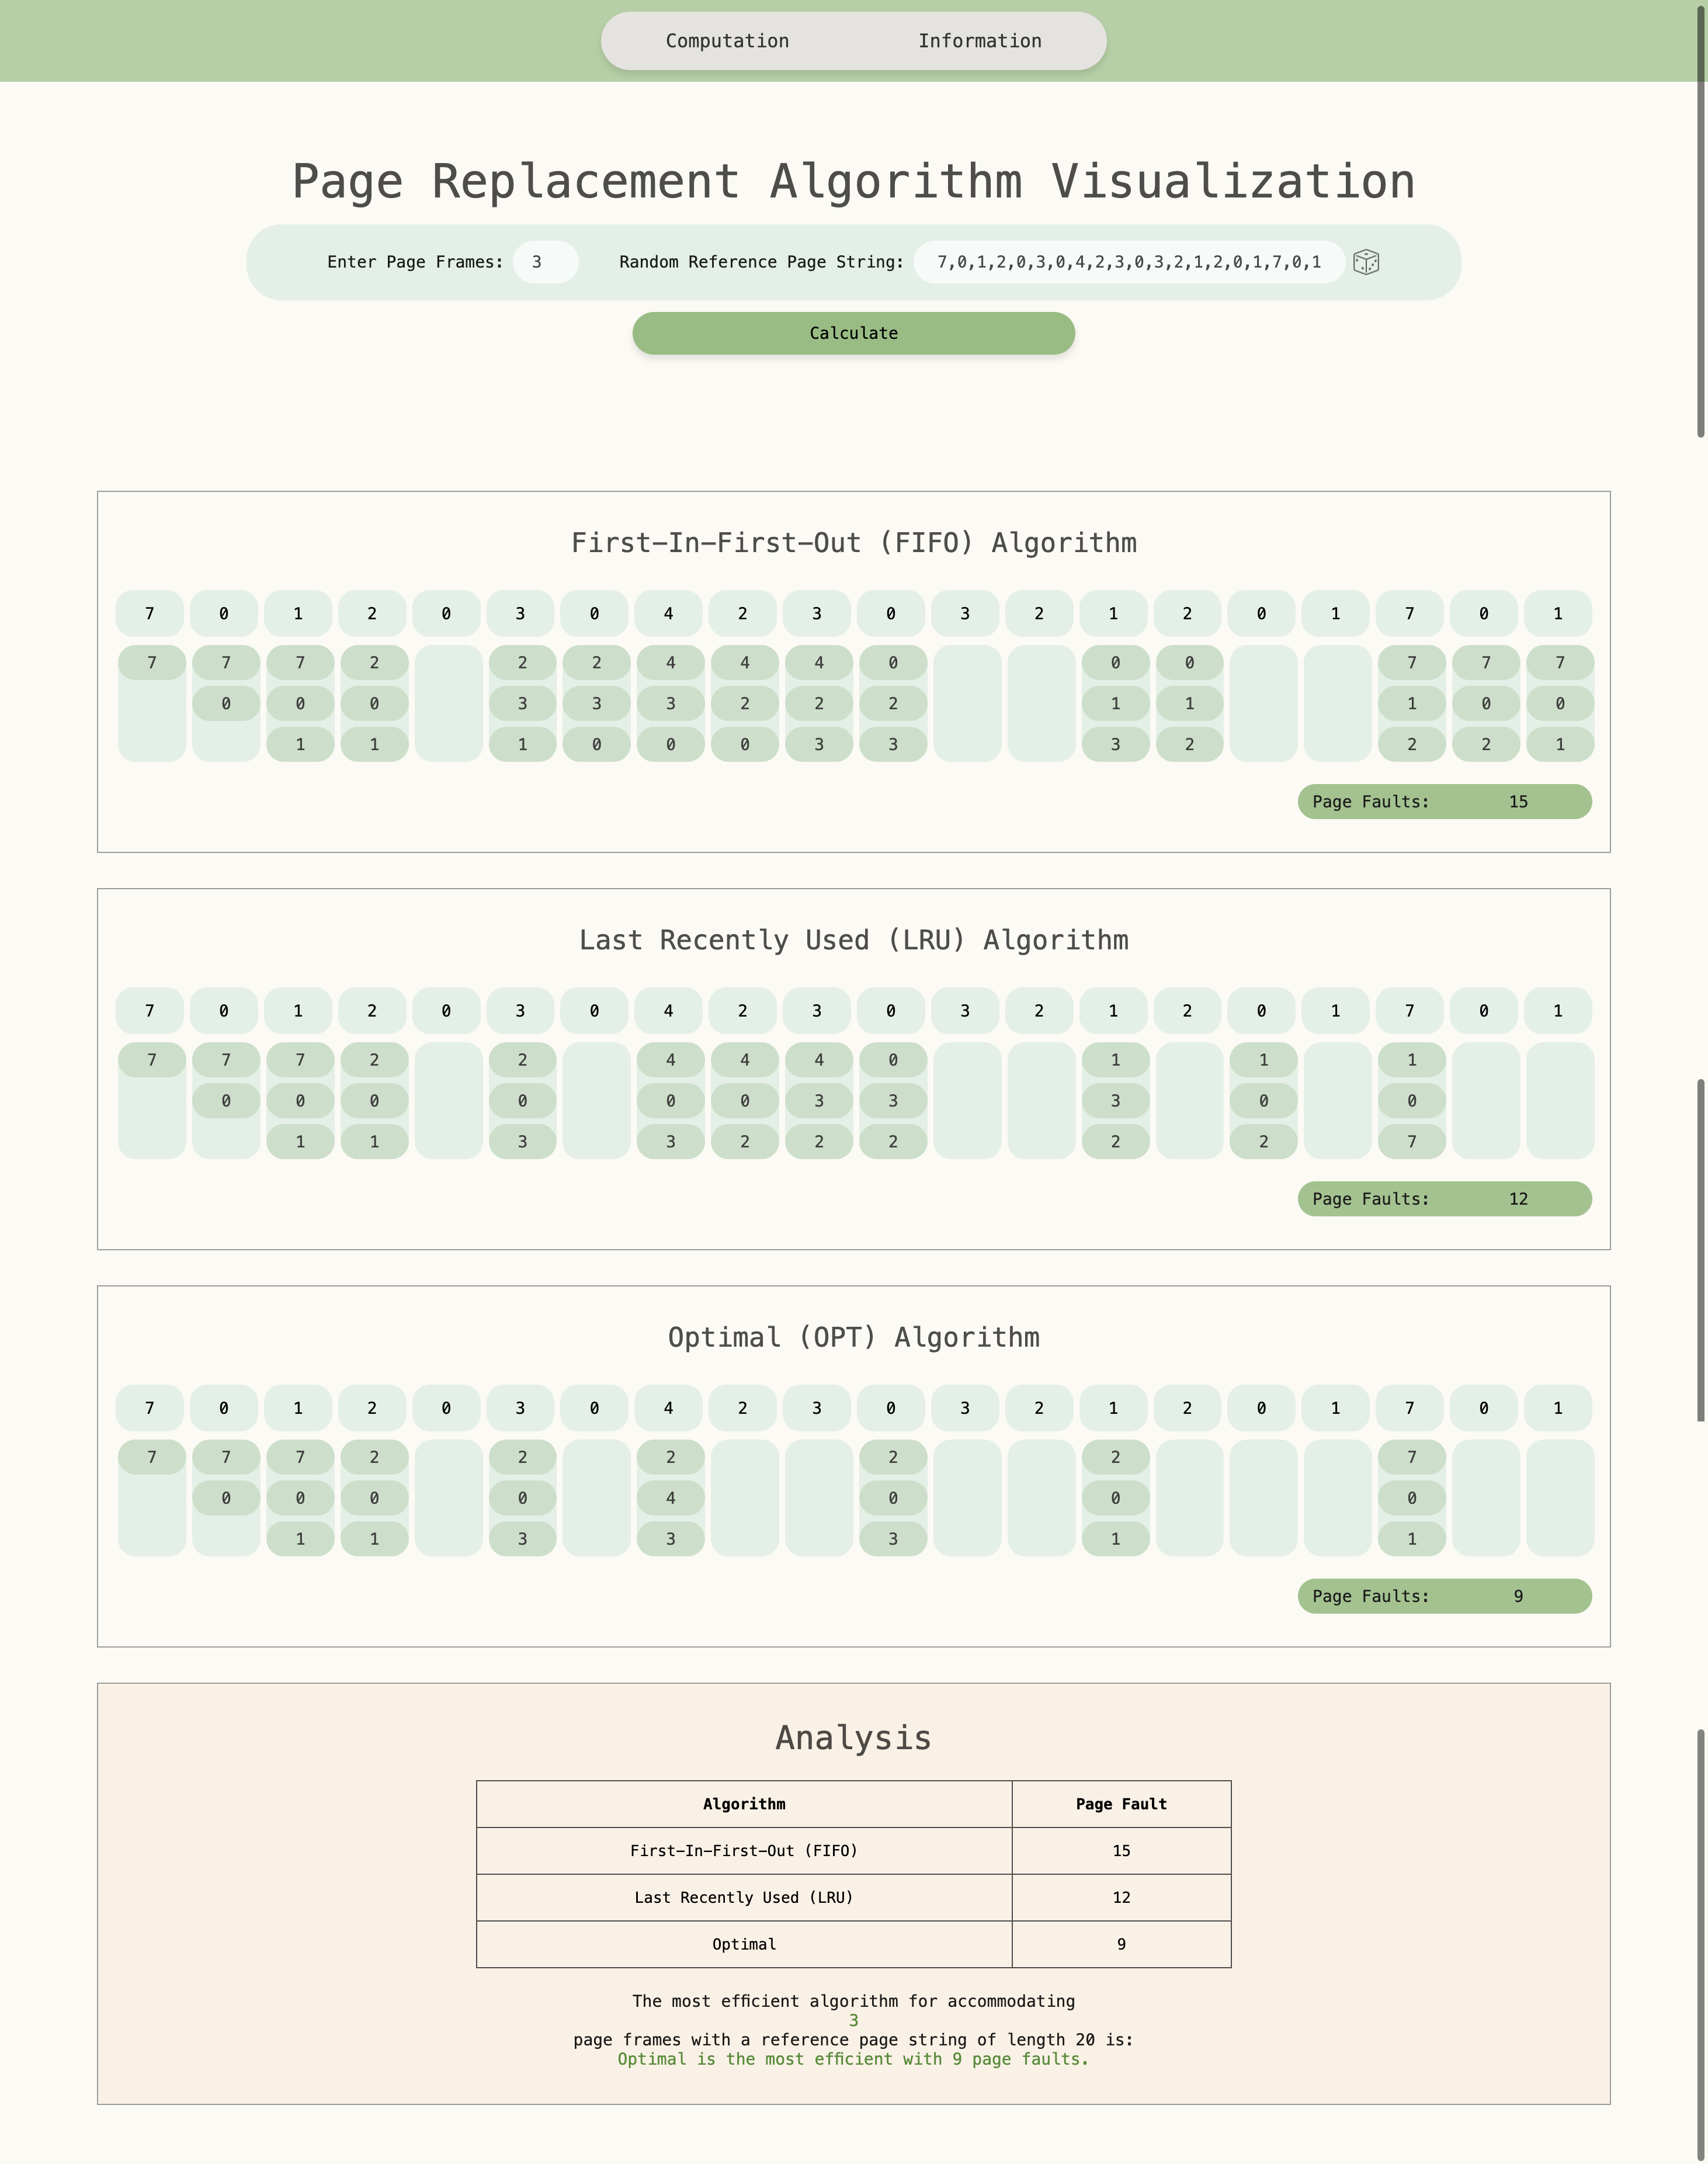 Computation Information
Page Replacement Algorithm Visualization
Enter Page Frames: 3 Random Reference Page String: 7,0,1,2,0,3,0,4,2,3,0,3,2,1,2,0,1,7,0,1
Calculate
First-In-First-Out (FIFO) Algorithm
7 0 1 2 0 3 0 4 2 3 0 3 2 1 2 0 1 7 0 1
7 7 7 2 2 2 4 4 4 0 0 0 7 7 7
0 0 0 3 3 3 2 2 2 1 1 1 0 0
1 1 1 0 0 0 3 3 3 2 2 2 1
Page Faults: 15
Last Recently Used (LRU) Algorithm
7 0 1 2 0 3 0 4 2 3 0 3 2 1 2 0 1 7 0 1
7 7 7 2 2 4 4 4 0 1 1 1
0 0 0 0 0 0 3 3 3 0 0
1 1 3 3 2 2 2 2 2 7
Page Faults: 12
Optimal (OPT) Algorithm
7 0 1 2 0 3 0 4 2 3 0 3 2 1 2 0 1 7 0 1
7 7 7 2 2 2 2 2 7
0 0 0 0 4 0 0 0
1 1 3 3 3 1 1
Page Faults: 9
Analysis
Algorithm Page Fault
First-In-First-Out (FIFO) 15
Last Recently Used (LRU) 12
Optimal 9
The most efficient algorithm for accommodating
3
page frames with a reference page string of length 20 is:
Optimal is the most efficient with 9 page faults.